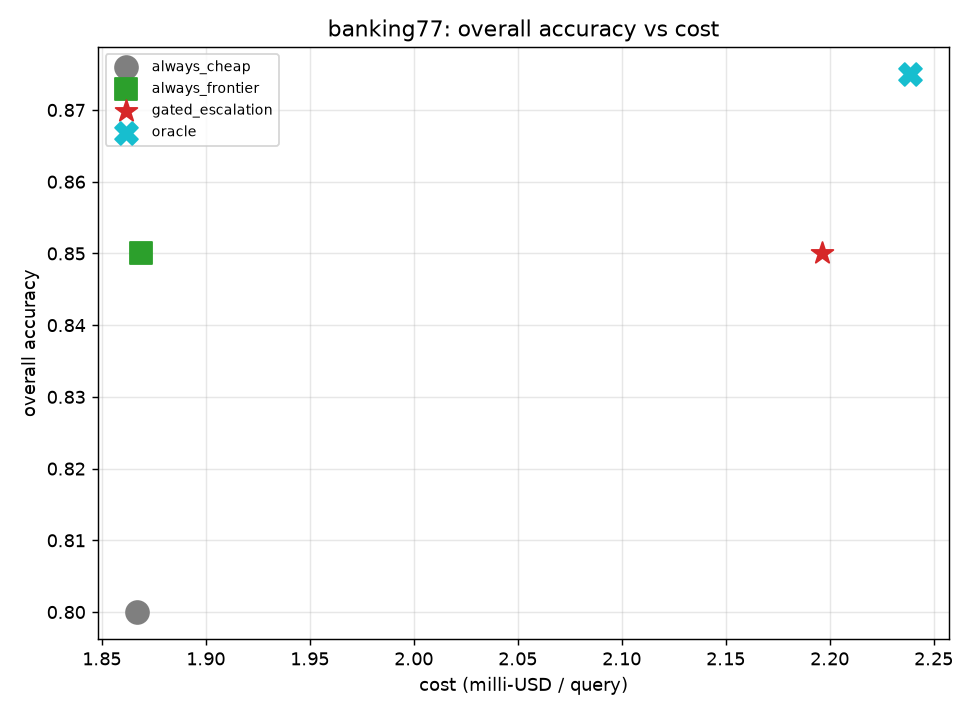 banking77: overall accuracy vs cost
always_cheap
always_frontier
gated_escalation
oracle
0.87
0.86
0.85
0.84
0.83
0.82
0.81
0.80
overall accuracy
1.85 1.90 1.95 2.00 2.05 2.10 2.15 2.20 2.25
cost (milli-USD / query)